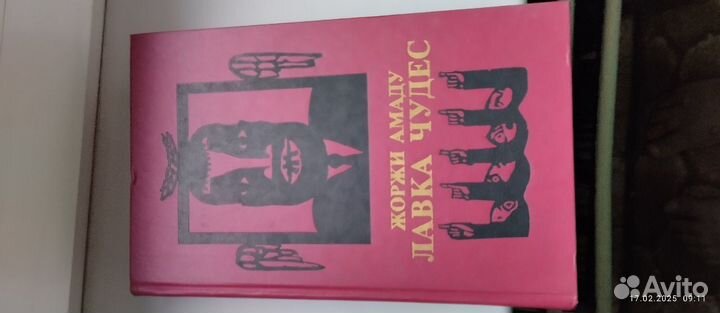 ЖОРЖИ АМАДУ
ЛАВКА ЧУДЕС
Avito
17.02.2025 09:11